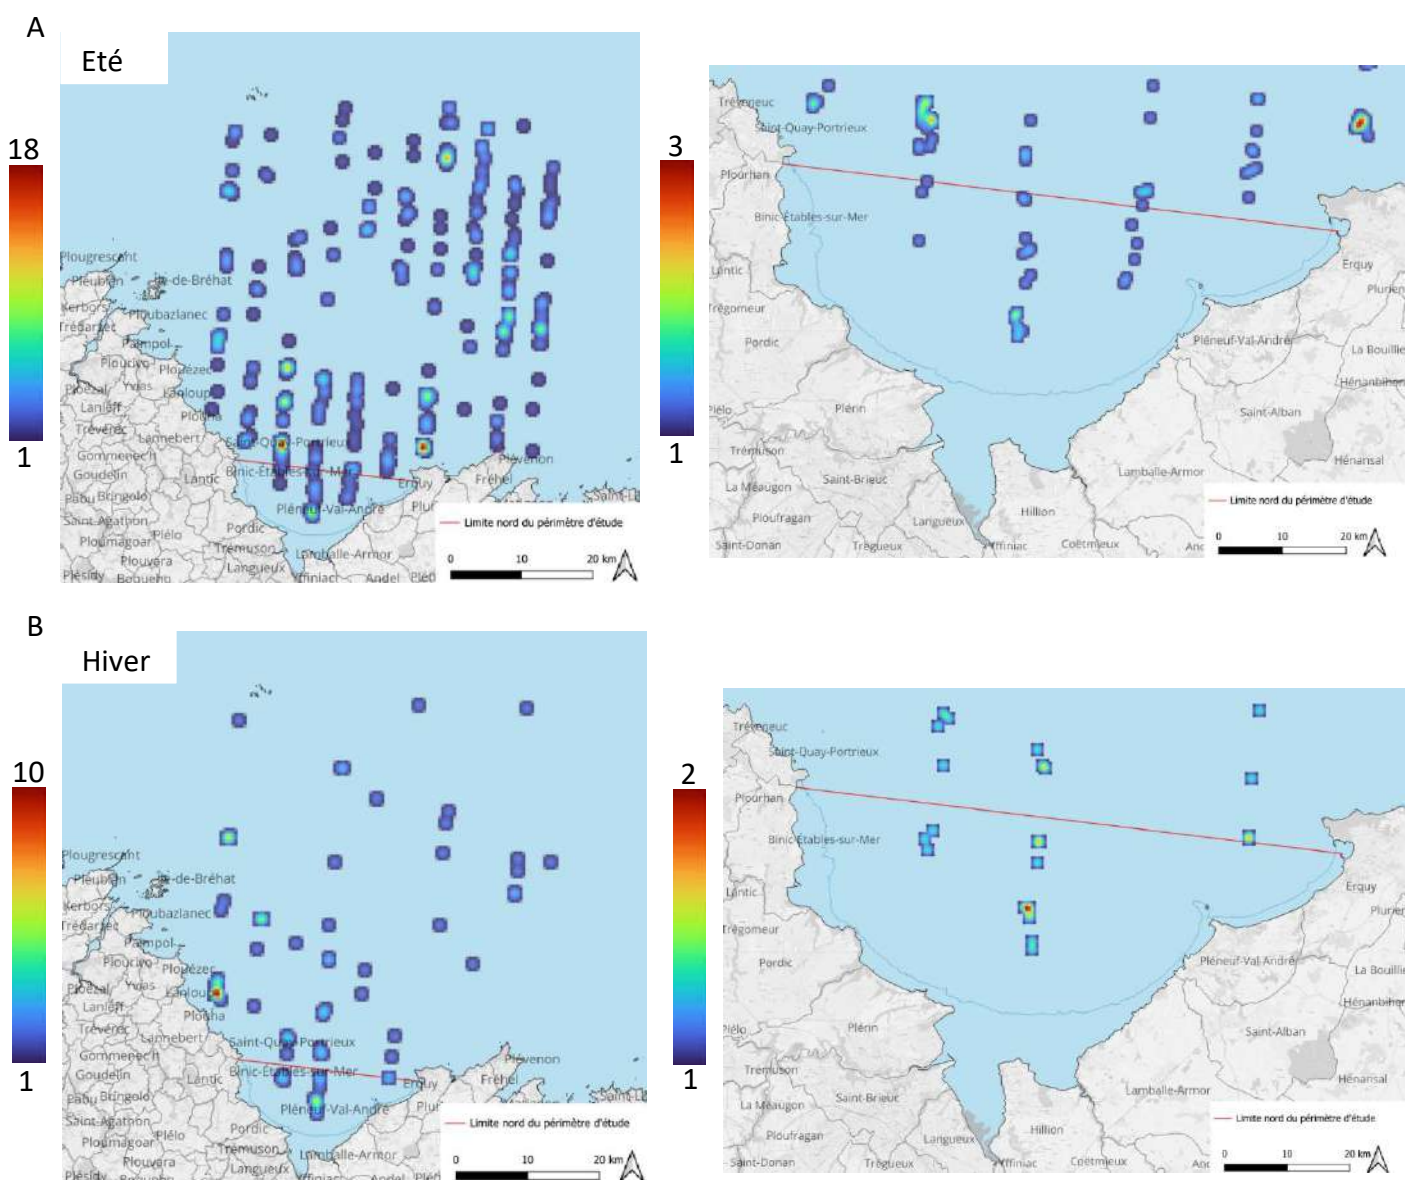 A
Eté
18
1
Plougrescant
Pleubian
Île-de-Bréhat
Kerbors
Ploubazlanec
Trédarzec
Paimpol
Plourivo
Plouézec
Ploëzal
Yvias
Lanloup
Lanleff
Plouha
Tréverec
Lannebert
Saint-Quay-Portrieux
Gommenec'h
Binic-Étables-sur-Mer
Goudelin
Lantic
Erquy
Fréhel
Plévenon
Pabu
Bringolo
Pléneuf-Val-André
Saint-Agathon
Plélo
Pordic
Ploumagoar
Trémuson
Lamballe-Armor
Plouvara
Langueux
Plésidy
Yffiniac
Andel
Limite nord du périmètre d'étude
0 10 20 km
3
1
Tréveneuc
Saint-Quay-Portrieux
Plourhan
Binic-Étables-sur-Mer
Lantic
Erquy
Trégomeur
Pordic
Pléneuf-Val-André
La Bouillie
Plérin
Saint-Alban
Trémuson
Saint-Brieuc
Lamballe-Armor
Hénansal
La Méaugon
Ploufragan
Langueux
Hillion
Saint-Donan
Trégueux
Yffiniac
Coëtmieux
Limite nord du périmètre d'étude
0 10 20 km
B
Hiver
10
1
Plougrescant
Pleubian
Île-de-Bréhat
Kerbors
Ploubazlanec
Trédarzec
Paimpol
Plourivo
Plouézec
Ploëzal
Yvias
Lanloup
Lanleff
Plouha
Tréverec
Lannebert
Saint-Quay-Portrieux
Gommenec'h
Binic-Étables-sur-Mer
Goudelin
Lantic
Erquy
Fréhel
Plévenon
Pabu
Bringolo
Pléneuf-Val-André
Saint-Agathon
Plélo
Pordic
Ploumagoar
Trémuson
Lamballe-Armor
Plouvara
Langueux
Plésidy
Limite nord du périmètre d'étude
0 10 20 km
2
1
Tréveneuc
Saint-Quay-Portrieux
Plourhan
Binic-Étables-sur-Mer
Lantic
Erquy
Trégomeur
Pordic
Pléneuf-Val-André
Plérin
Saint-Alban
Trémuson
Saint-Brieuc
Lamballe-Armor
Hénansal
La Méaugon
Ploufragan
Langueux
Hillion
Saint-Donan
Trégueux
Yffiniac
Coëtmieux
Limite nord du périmètre d'étude
0 10 20 km